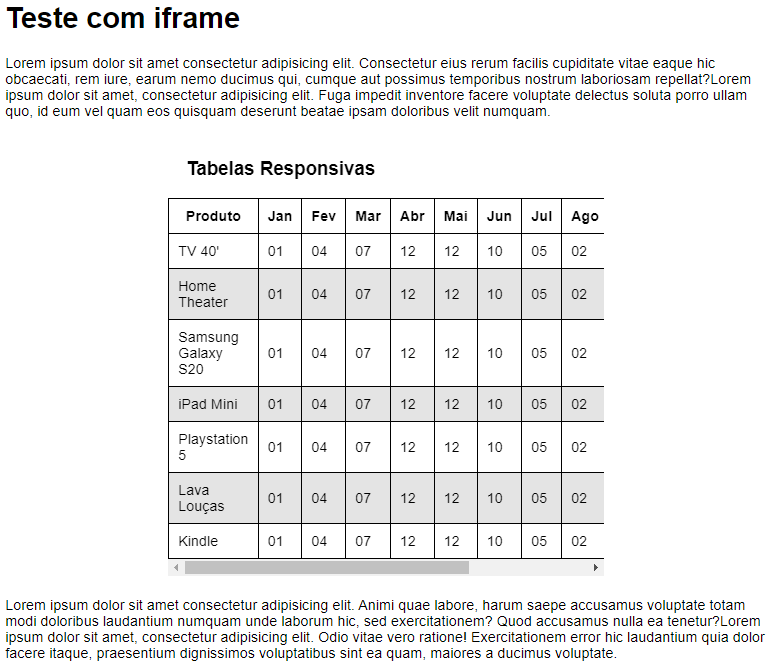 Teste com iframe
Lorem ipsum dolor sit amet consectetur adipisicing elit. Consectetur eius rerum facilis cupiditate vitae eaque hic
obcaecati, rem iure, earum nemo ducimus qui, cumque aut possimus temporibus nostrum laboriosam repellat?Lorem
ipsum dolor sit amet, consectetur adipisicing elit. Fuga impedit inventore facere voluptate delectus soluta porro ullam
quo, id eum vel quam eos quisquam deserunt beatae ipsam doloribus velit numquam.
Tabelas Responsivas
Produto Jan Fev Mar Abr Mai Jun Jul Ago
TV 40' 01 04 07 12 12 10 05 02
Home
Theater 01 04 07 12 12 10 05 02
Samsung
Galaxy 01 04 07 12 12 10 05 02
S20
iPad Mini 01 04 07 12 12 10 05 02
Playstation
5 01 04 07 12 12 10 05 02
Lava
Louças 01 04 07 12 12 10 05 02
Kindle 01 04 07 12 12 10 05 02
Lorem ipsum dolor sit amet consectetur adipisicing elit. Animi quae labore, harum saepe accusamus voluptate totam
modi doloribus laudantium numquam unde laborum hic, sed exercitationem? Quod accusamus nulla ea tenetur?Lorem
ipsum dolor sit amet, consectetur adipisicing elit. Odio vitae vero ratione! Exercitationem error hic laudantium quia dolor
facere itaque, praesentium dignissimos voluptatibus sint ea quam, maiores a ducimus voluptate.